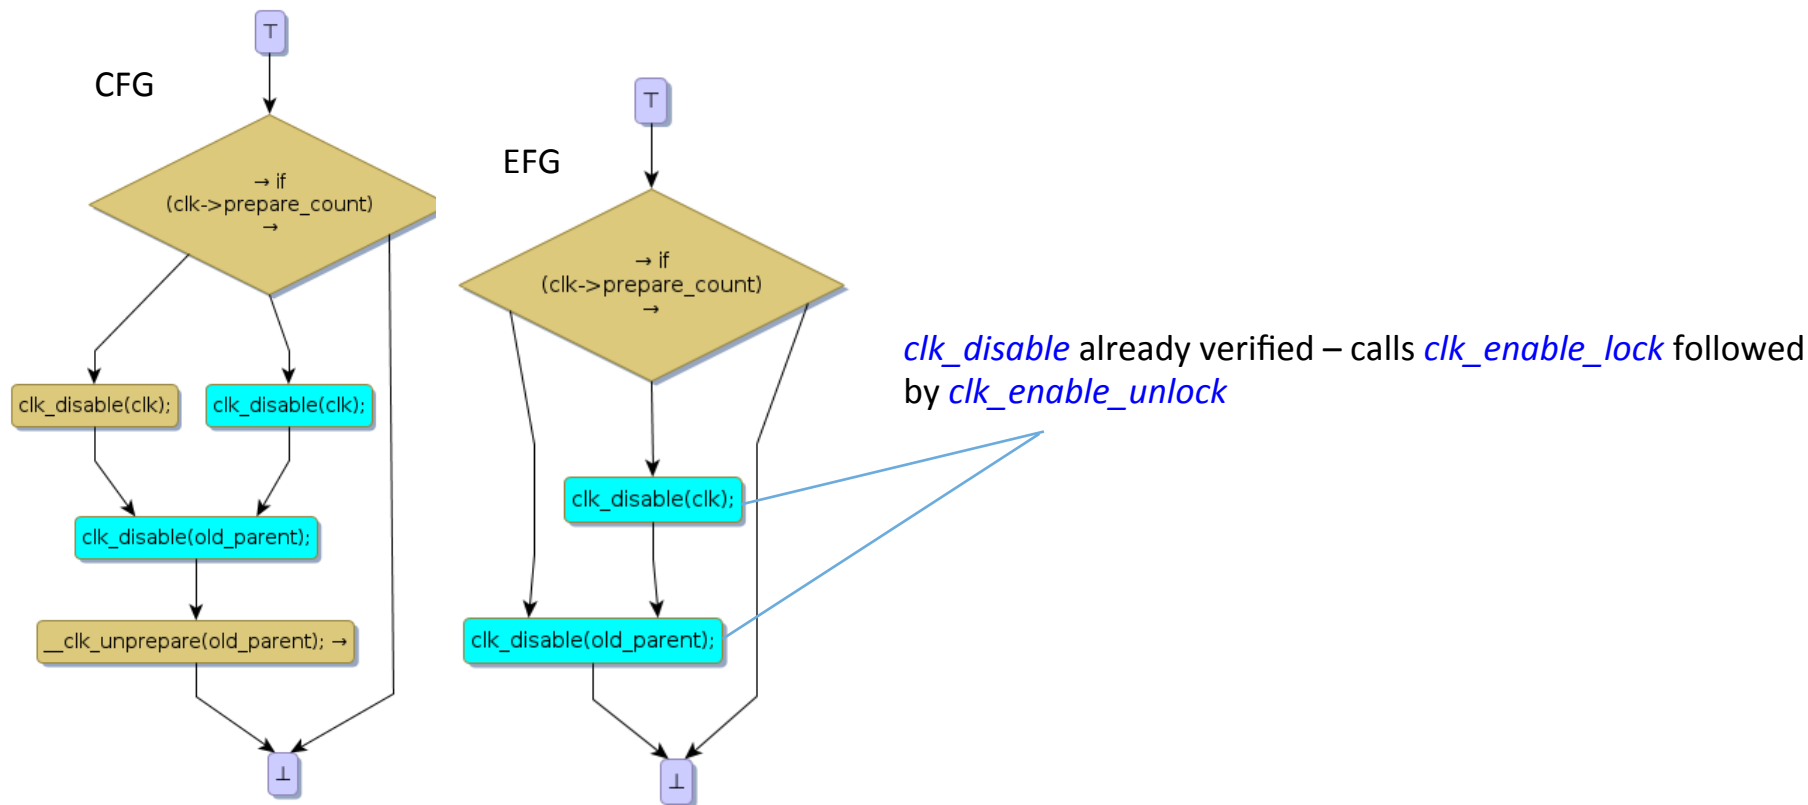 CFG
⊤
→ if
(clk->prepare_count)
→
clk_disable(clk);
clk_disable(clk);
clk_disable(old_parent);
__clk_unprepare(old_parent); →
⊥
EFG
⊤
→ if
(clk->prepare_count)
→
clk_disable(clk);
clk_disable(old_parent);
⊥
clk_disable already verified – calls clk_enable_lock followed
by clk_enable_unlock